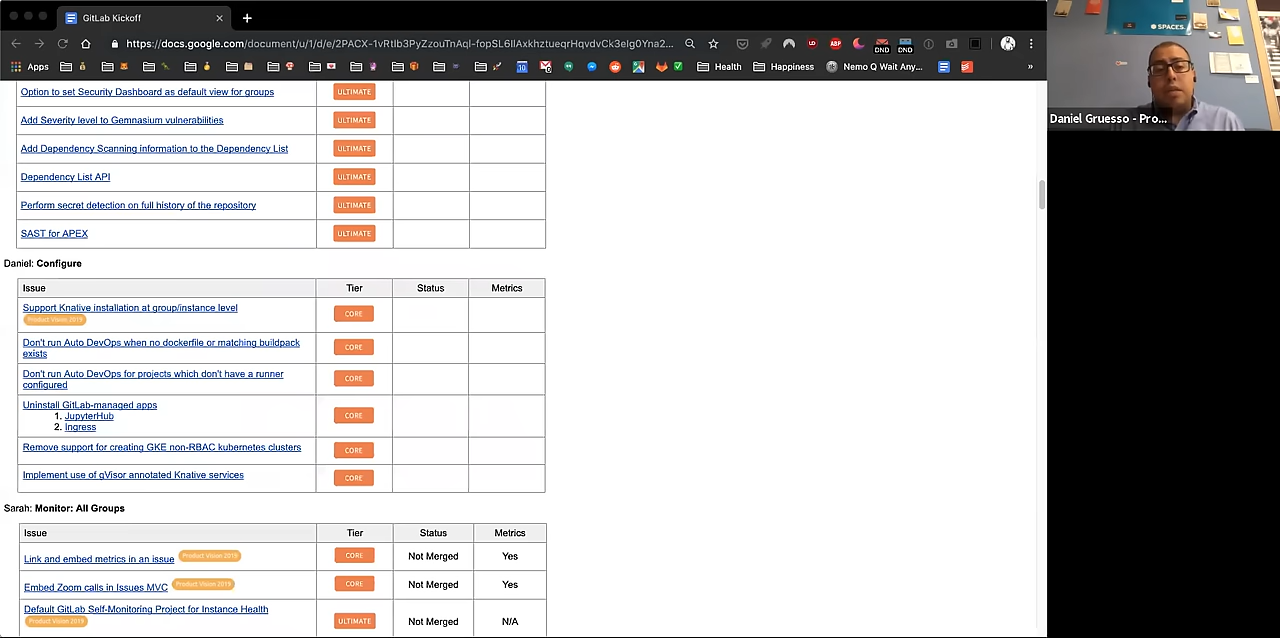 GitLab Kickoff
https://docs.google.com/document/u/1/d/e/2PACX-1vRtIb3PyZzouTnAqI-fopSL6IIAxkhztueqrHqvdvCk3eIg0Yna2...
Apps
Health
Happiness
Nemo Q Wait Any...
DND
DND
ABP
SPACES.
Daniel Gruesso - Pro...
Option to set Security Dashboard as default view for groups ULTIMATE
Add Severity level to Gemnasium vulnerabilities ULTIMATE
Add Dependency Scanning information to the Dependency List ULTIMATE
Dependency List API ULTIMATE
Perform secret detection on full history of the repository ULTIMATE
SAST for APEX ULTIMATE
Daniel: Configure
Issue Tier Status Metrics
Support Knative installation at group/instance level CORE
Product Vision 2019
Don't run Auto DevOps when no dockerfile or matching buildpack
exists CORE
Don't run Auto DevOps for projects which don't have a runner
configured CORE
Uninstall GitLab-managed apps CORE
1. JupyterHub
2. Ingress
Remove support for creating GKE non-RBAC kubernetes clusters CORE
Implement use of gVisor annotated Knative services CORE
Sarah: Monitor: All Groups
Issue Tier Status Metrics
Link and embed metrics in an issue Product Vision 2019 CORE Not Merged Yes
Embed Zoom calls in Issues MVC Product Vision 2019 CORE Not Merged Yes
Default GitLab Self-Monitoring Project for Instance Health
Product Vision 2019 ULTIMATE Not Merged N/A